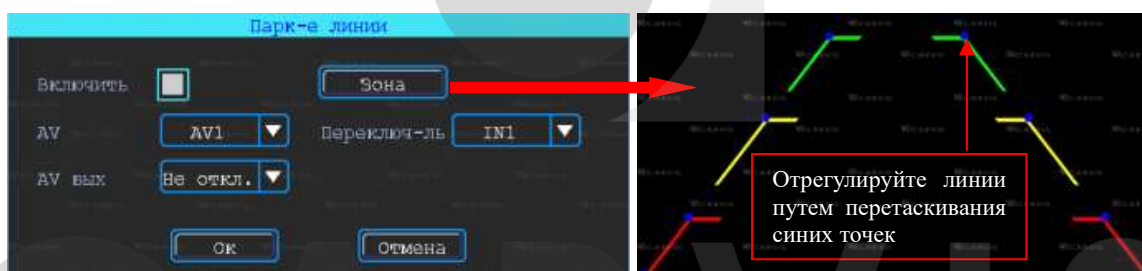 Парк-е линии
Включить
Зона
AV AV1 Переключ-ль IN1
AV вых Не откл.
Ок Отмена
Отрегулируйте линии
путем перетаскивания
синих точек